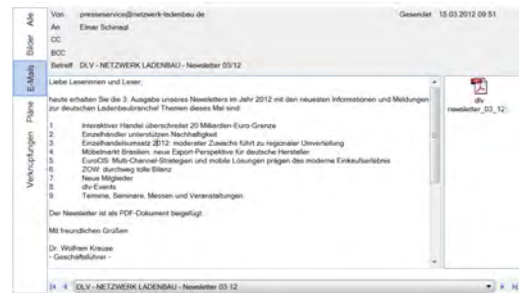 Alle
Bilder
E-Mails
Pläne
Verknüpfungen
Von presseservice@netzwerk-ladenbau.de Gesendet 15.03.2012 09:51
An Elmar Schinagl
CC
BCC
Betreff DLV - NETZWERK LADENBAU - Newsletter 03/12
Liebe Leserinnen und Leser,
heute erhalten Sie die 3. Ausgabe unseres Newsletters im Jahr 2012 mit den neuesten Informationen und Meldungen
zur deutschen Ladenbaubranche! Themen dieses Mal sind:
1. Interaktiver Handel überschreitet 20 Milliarden-Euro-Grenze
2. Einzelhändler unterstützen Nachhaltigkeit
3. Einzelhandelsumsatz 2012: moderater Zuwachs führt zu regionaler Umverteilung
4. Möbelmarkt Brasilien: neue Export-Perspektive für deutsche Hersteller
5. EuroCIS: Multi-Channel-Strategien und mobile Lösungen prägen das moderne Einkaufserlebnis
6. ZOW: durchweg tolle Bilanz
7. Neue Mitglieder
8. dlv-Events
9. Termine, Seminare, Messen und Veranstaltungen
Der Newsletter ist als PDF-Dokument beigefügt.
Mit freundlichen Grüßen
Dr. Wolfram Krause
- Geschäftsführer -
dlv
newsletter_03_12
DLV - NETZWERK LADENBAU - Newsletter 03 12